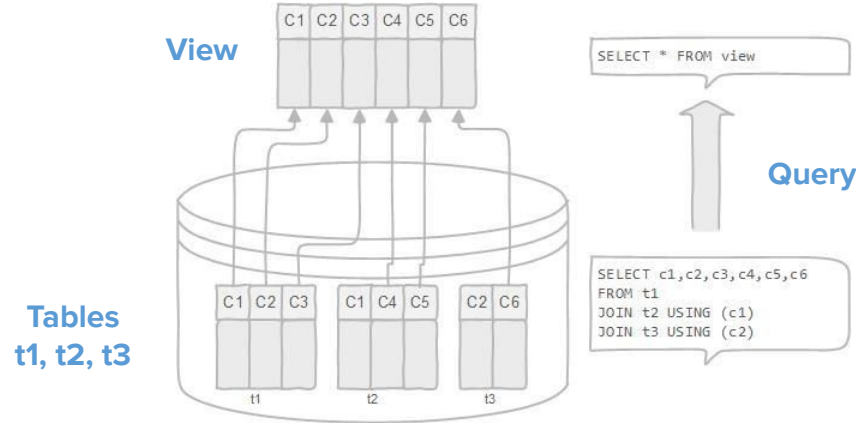 C1 C2 C3 C4 C5 C6
View
SELECT * FROM view
Query
SELECT c1,c2,c3,c4,c5,c6
FROM t1
JOIN t2 USING (c1)
JOIN t3 USING (c2)
C1 C2 C3
C1 C4 C5
C2 C6
Tables
t1, t2, t3
t1
t2
t3